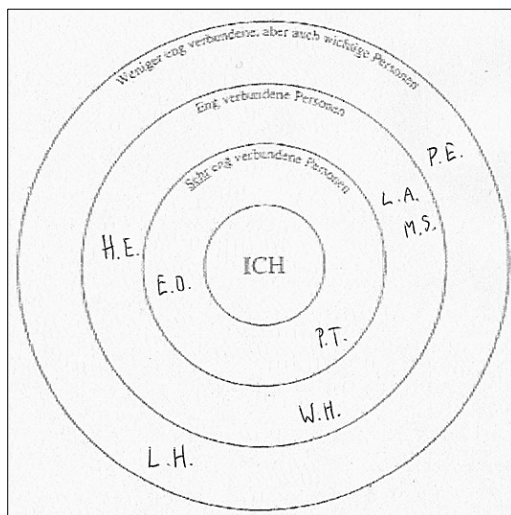 Weniger eng verbundene, aber auch wichtige Personen
Eng verbundene Personen
Sehr eng verbundene Personen
P.E.
L.A.
M.S.
H.E.
ICH
E.O.
P.T.
W.H.
L.H.